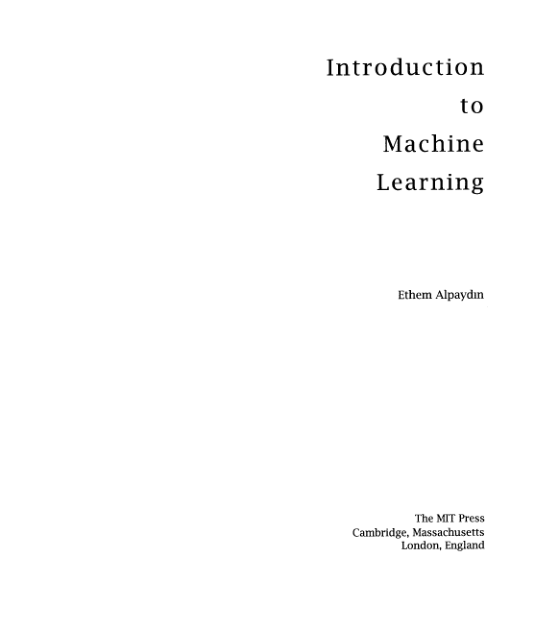 Introduction
to
Machine
Learning
Ethem Alpaydın
The MIT Press
Cambridge, Massachusetts
London, England